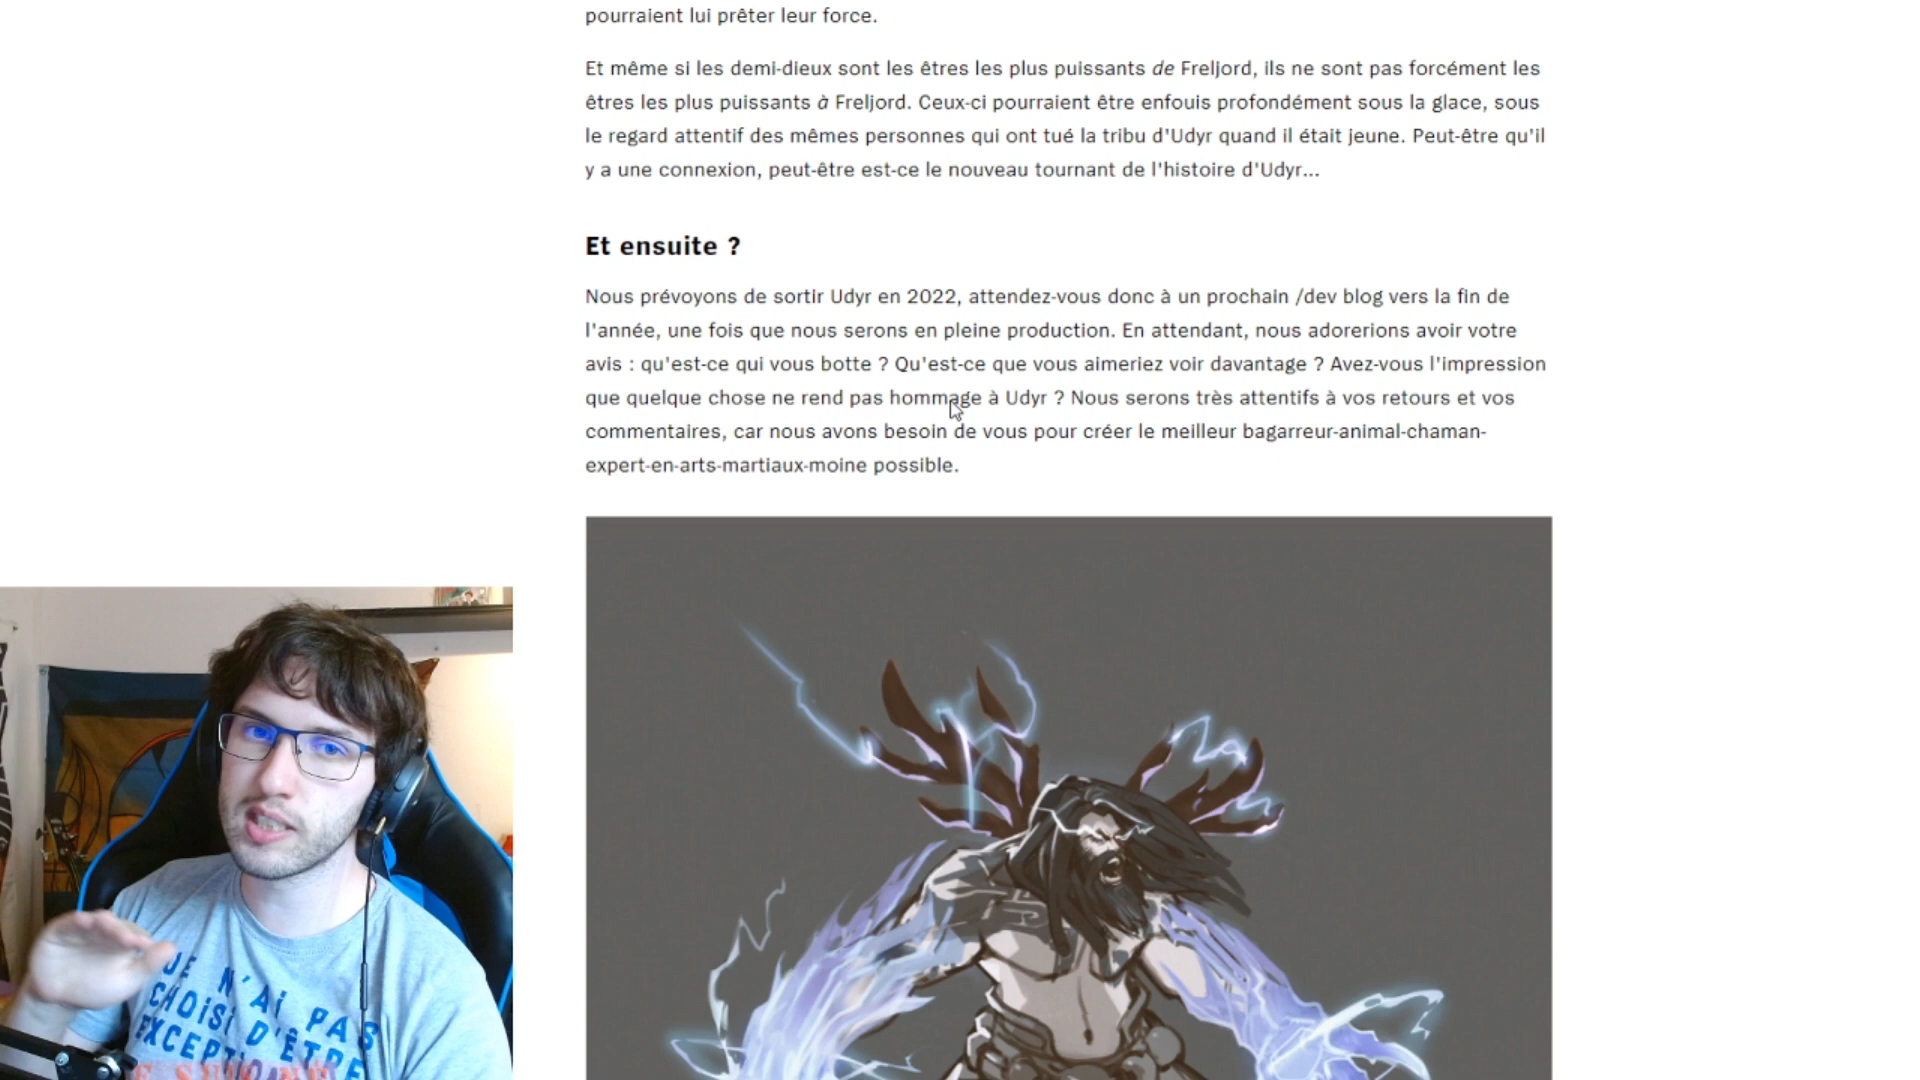 pourraient lui prêter leur force.
Et même si les demi-dieux sont les êtres les plus puissants de Freljord, ils ne sont pas forcément les
êtres les plus puissants à Freljord. Ceux-ci pourraient être enfouis profondément sous la glace, sous
le regard attentif des mêmes personnes qui ont tué la tribu d'Udyr quand il était jeune. Peut-être qu'il
y a une connexion, peut-être est-ce le nouveau tournant de l'histoire d'Udyr...
Et ensuite ?
Nous prévoyons de sortir Udyr en 2022, attendez-vous donc à un prochain /dev blog vers la fin de
l'année, une fois que nous serons en pleine production. En attendant, nous adorerions avoir votre
avis : qu'est-ce qui vous botte ? Qu'est-ce que vous aimeriez voir davantage ? Avez-vous l'impression
que quelque chose ne rend pas hommage à Udyr ? Nous serons très attentifs à vos retours et vos
commentaires, car nous avons besoin de vous pour créer le meilleur bagarreur-animal-chaman-
expert-en-arts-martiaux-moine possible.
JE N'AI PAS
CHOISI D'ÊTRE